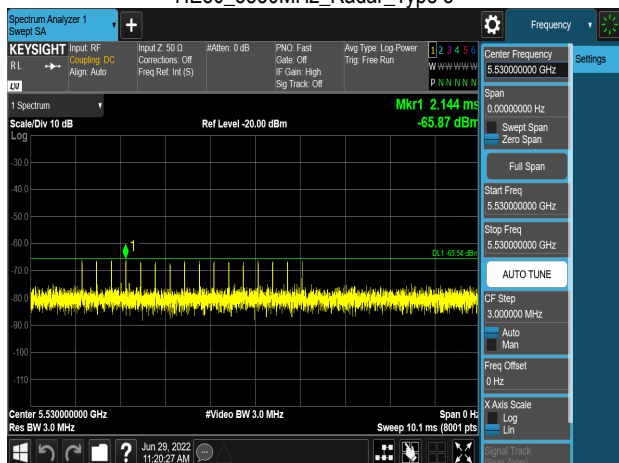 Spectrum Analyzer 1
Swept SA
Frequency
KEYSIGHT
RL
LXI
Input: RF
Coupling: DC
Align: Auto
Input Z: 50 Ω
Corrections: Off
Freq Ref: Int (S)
#Atten: 0 dB
PNO: Fast
Gate: Off
IF Gain: High
Sig Track: Off
Avg Type: Log-Power
Trig: Free Run
1 2 3 4 5 6
W W W W W W
P N N N N N
1 Spectrum
Scale/Div 10 dB
Log
Ref Level -20.00 dBm
Mkr1 2.144 ms
-65.87 dBm
-30.0
-40.0
-50.0
-60.0
-70.0
-80.0
-90.0
-100
-110
1
DL1 -65.54 dBm
Center 5.530000000 GHz
Res BW 3.0 MHz
#Video BW 3.0 MHz
Span 0 Hz
Sweep 10.1 ms (8001 pts)
Jun 29, 2022
11:20:27 AM
Center Frequency
5.530000000 GHz
Settings
Span
0.00000000 Hz
Swept Span
Zero Span
Full Span
Start Freq
5.530000000 GHz
Stop Freq
5.530000000 GHz
AUTO TUNE
CF Step
3.000000 MHz
Auto
Man
Freq Offset
0 Hz
X Axis Scale
Log
Lin
Signal Track